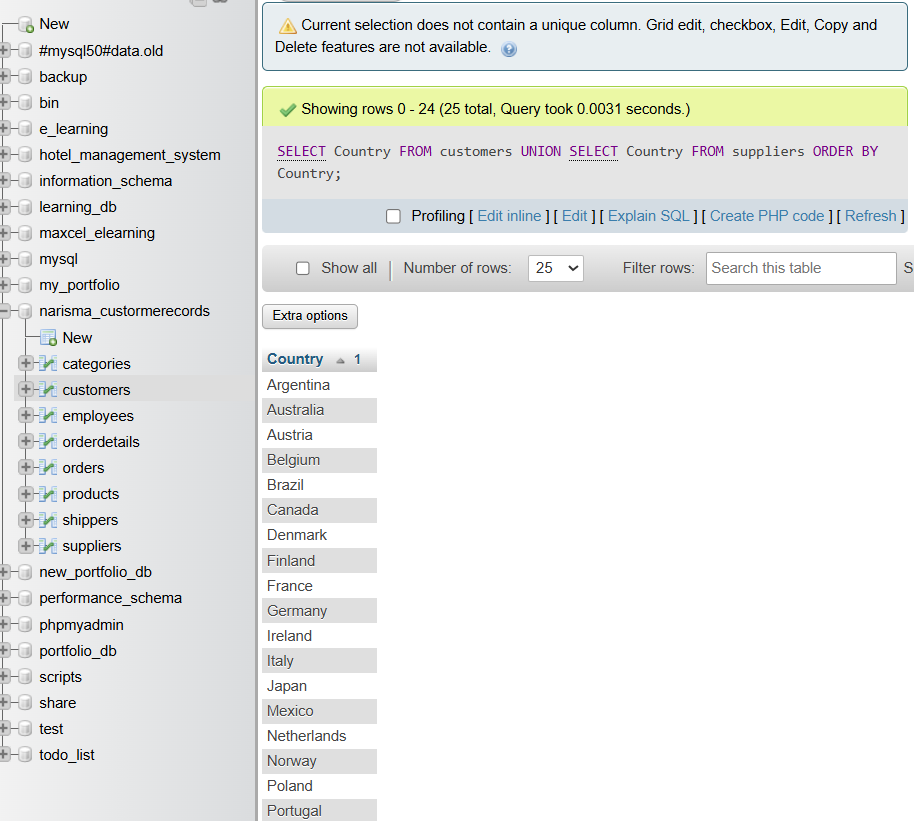 New
#mysql50#data.old
backup
bin
e_learning
hotel_management_system
information_schema
learning_db
maxcel_elearning
mysql
my_portfolio
narisma_custormerecords
New
categories
customers
employees
orderdetails
orders
products
shippers
suppliers
new_portfolio_db
performance_schema
phpmyadmin
portfolio_db
scripts
share
test
todo_list
Current selection does not contain a unique column. Grid edit, checkbox, Edit, Copy and
Delete features are not available.
Showing rows 0 - 24 (25 total, Query took 0.0031 seconds.)
SELECT Country FROM customers UNION SELECT Country FROM suppliers ORDER BY
Country;
Profiling [ Edit inline ] [ Edit ] [ Explain SQL ] [ Create PHP code ] [ Refresh ]
Show all | Number of rows: 25 Filter rows: Search this table S
Extra options
Country 1
Argentina
Australia
Austria
Belgium
Brazil
Canada
Denmark
Finland
France
Germany
Ireland
Italy
Japan
Mexico
Netherlands
Norway
Poland
Portugal